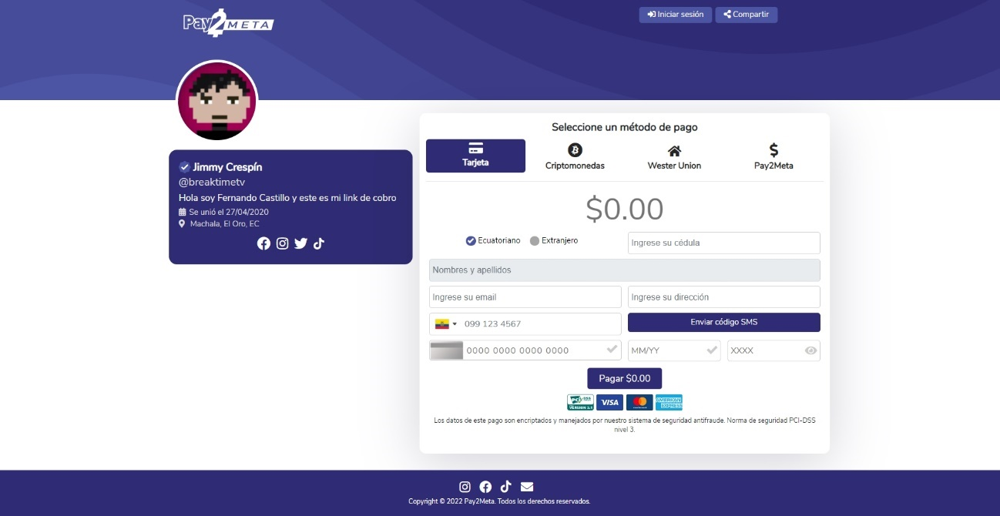 Pay2META
Iniciar sesión
Compartir
Jimmy Crespín
@breaktimetv
Hola soy Fernando Castillo y este es mi link de cobro
Se unió el 27/04/2020
Machala, El Oro, EC
Seleccione un método de pago
Tarjeta
Criptomonedas
Wester Union
Pay2Meta
$0.00
Ecuatoriano
Extranjero
Ingrese su cédula
Nombres y apellidos
Ingrese su email
Ingrese su dirección
099 123 4567
Enviar código SMS
0000 0000 0000 0000
MM/YY
XXXX
Pagar $0.00
VISA
AMERICAN EXPRESS
Los datos de este pago son encriptados y manejados por nuestro sistema de seguridad antifraude. Norma de seguridad PCI-DSS
nivel 3.
Copyright © 2022 Pay2Meta. Todos los derechos reservados.